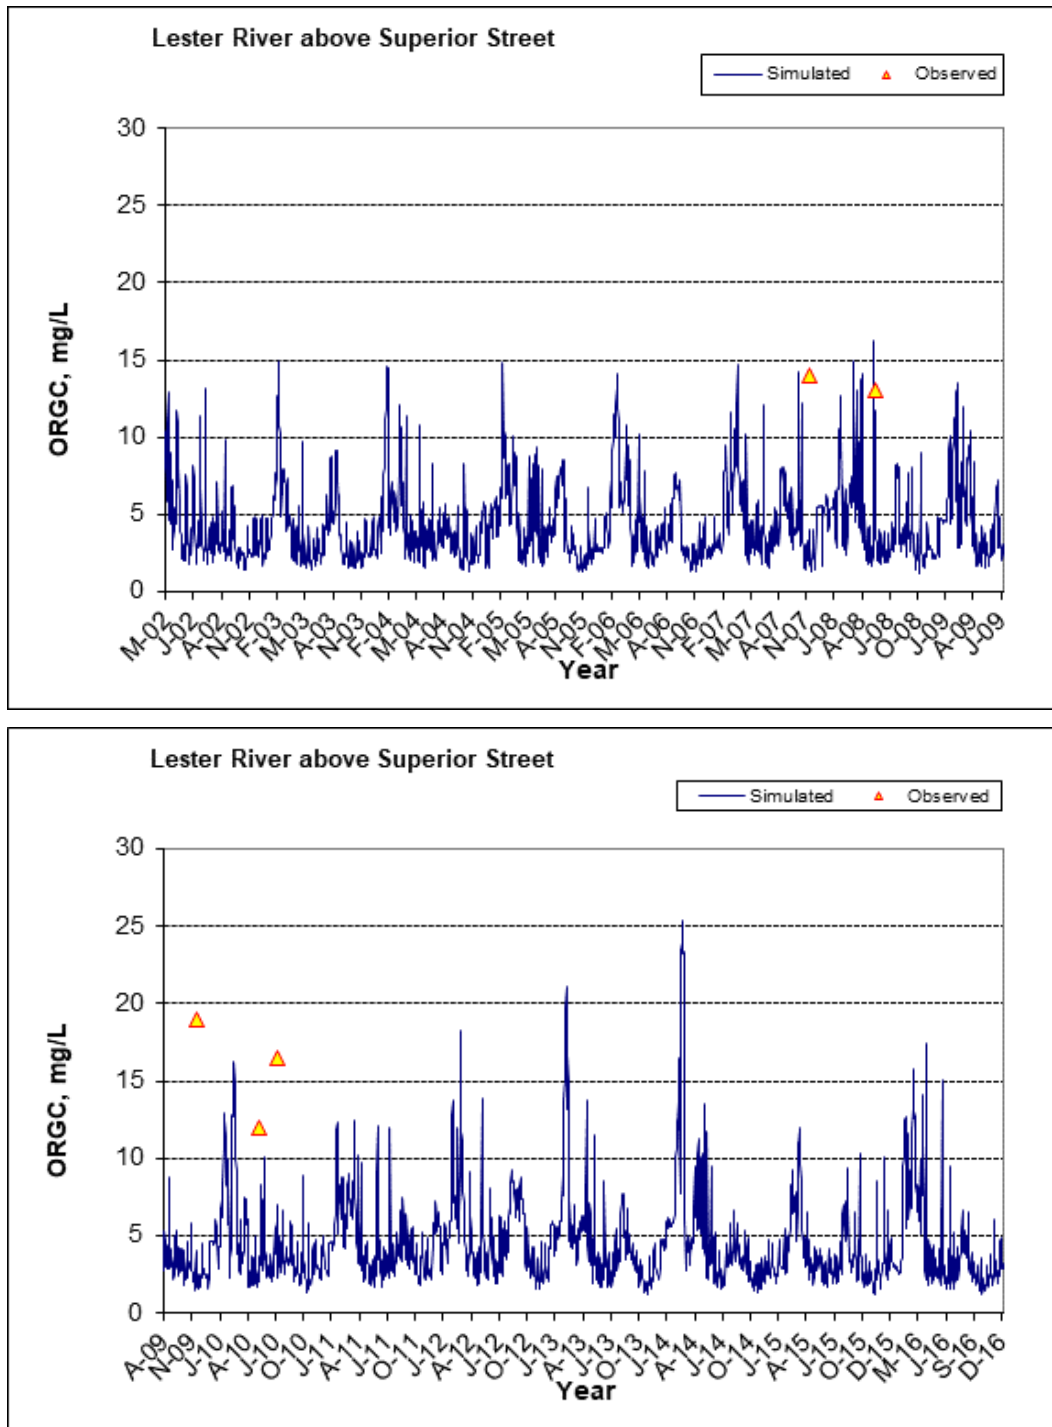 Lester River above Superior Street
Simulated Observed
30
25
20
15
10
5
0
ORGC, mg/L
M-02 J-02 A-02 N-02 F-03 M-03 A-03 N-03 F-04 M-04 A-04 N-04 F-05 M-05 A-05 N-05 F-06 M-06 A-06 N-06 F-07 M-07 A-07 N-07 J-08 A-08 J-08 O-08 J-09 A-09 J-09
Year
Lester River above Superior Street
Simulated Observed
30
25
20
15
10
5
0
ORGC, mg/L
A-09 N-09 J-10 A-10 J-10 O-10 J-11 A-11 J-11 O-11 J-12 A-12 J-12 O-12 J-13 A-13 J-13 O-13 J-14 A-14 J-14 O-14 J-15 A-15 J-15 O-15 D-15 M-16 J-16 S-16 D-16
Year